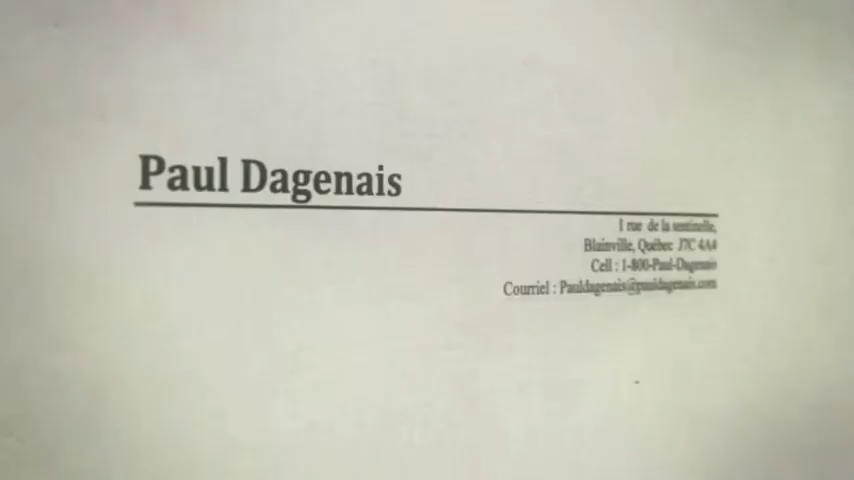 Paul Dagenais
1 rue de la sentinelle,
Blainville, Québec J7C 4A4
Cell : 1-800-Paul-Dagenais
Courriel : Pauldagenais@pauldagenais.com